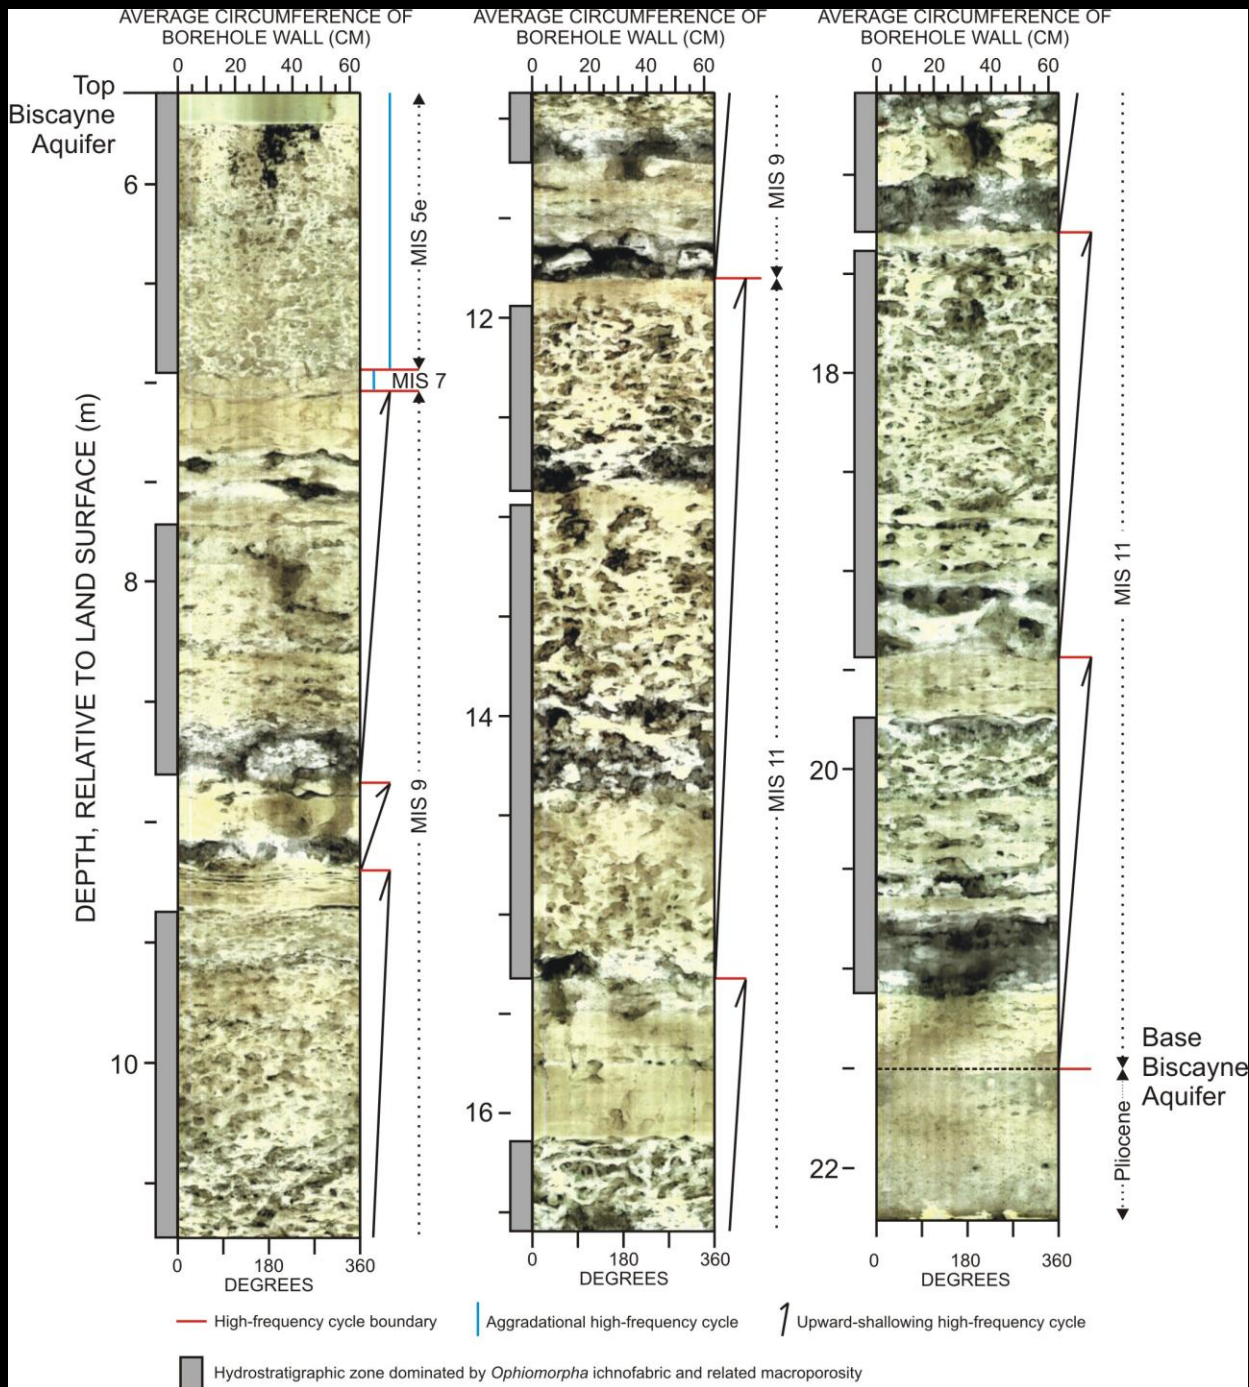 AVERAGE CIRCUMFERENCE OF
BOREHOLE WALL (CM)
0 20 40 60
AVERAGE CIRCUMFERENCE OF
BOREHOLE WALL (CM)
0 20 40 60
AVERAGE CIRCUMFERENCE OF
BOREHOLE WALL (CM)
0 20 40 60
Top
Biscayne
Aquifer
DEPTH, RELATIVE TO LAND SURFACE (m)
6
8
10
MIS 5e
MIS 7
MIS 9
0 180 360
DEGREES
12
14
16
MIS 9
MIS 11
0 180 360
DEGREES
18
20
22
MIS 11
Base
Biscayne
Aquifer
Pliocene
0 180 360
DEGREES
High-frequency cycle boundary
Aggradational high-frequency cycle
Upward-shallowing high-frequency cycle
Hydrostratigraphic zone dominated by Ophiomorpha ichnofabric and related macroporosity